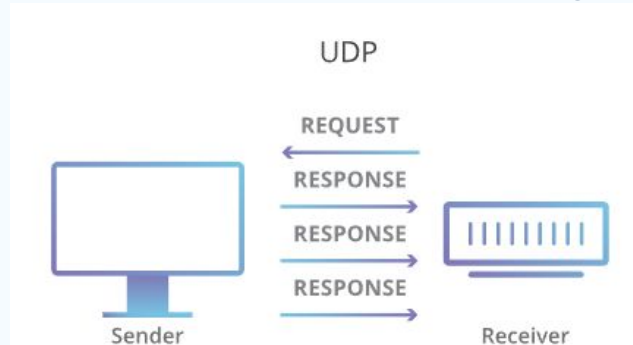 UDP
REQUEST
RESPONSE
RESPONSE
RESPONSE
Sender
Receiver